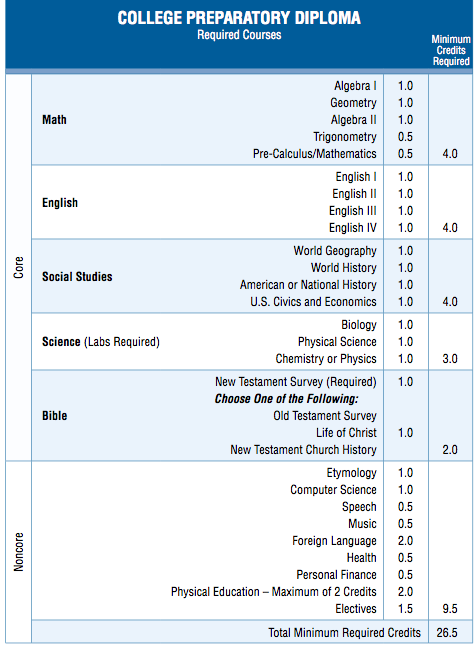 COLLEGE PREPARATORY DIPLOMA
Required Courses
Minimum
Credits
Required
Core
Math
Algebra I 1.0
Geometry 1.0
Algebra II 1.0
Trigonometry 0.5
Pre-Calculus/Mathematics 0.5 4.0
English
English I 1.0
English II 1.0
English III 1.0
English IV 1.0 4.0
Social Studies
World Geography 1.0
World History 1.0
American or National History 1.0
U.S. Civics and Economics 1.0 4.0
Science (Labs Required)
Biology 1.0
Physical Science 1.0
Chemistry or Physics 1.0 3.0
Bible
New Testament Survey (Required) 1.0
Choose One of the Following:
Old Testament Survey
Life of Christ 1.0
New Testament Church History 2.0
Noncore
Etymology 1.0
Computer Science 1.0
Speech 0.5
Music 0.5
Foreign Language 2.0
Health 0.5
Personal Finance 0.5
Physical Education – Maximum of 2 Credits 2.0
Electives 1.5 9.5
Total Minimum Required Credits 26.5